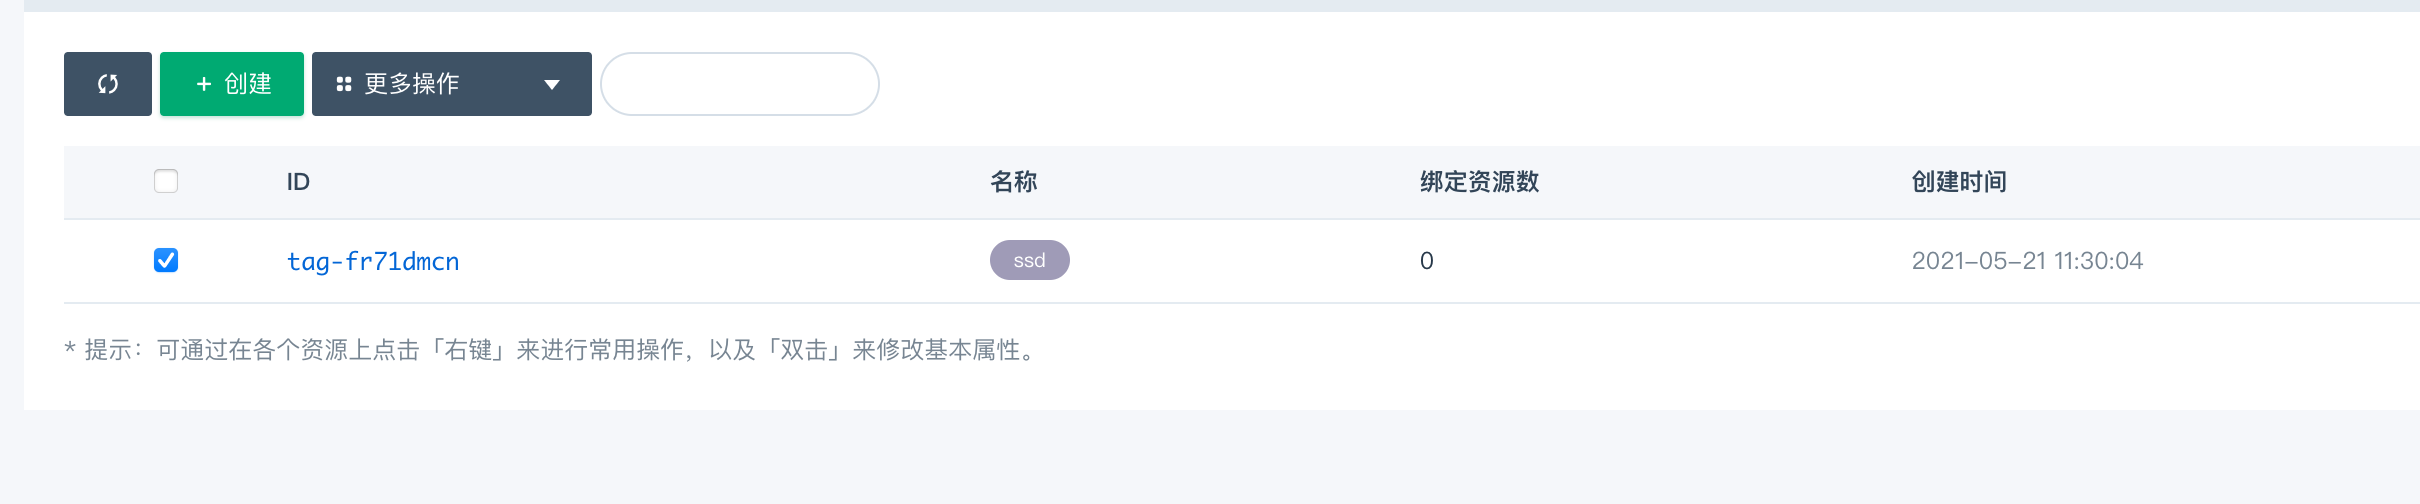 + 创建 更多操作
ID 名称 绑定资源数 创建时间
tag-fr71dmcn ssd 0 2021-05-21 11:30:04
* 提示：可通过在各个资源上点击「右键」来进行常用操作，以及「双击」来修改基本属性。